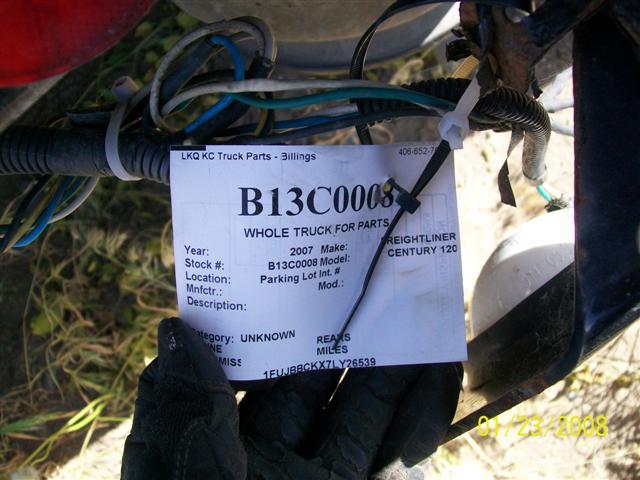 LKQ KC Truck Parts - Billings 406-652-7
B13C0008
WHOLE TRUCK FOR PARTS
Year: 2007 Make: FREIGHTLINER
Stock #: B13C0008 Model: CENTURY 120
Location: Parking Lot Int. #
Mnfctr.: Mod.:
Description:
Category: UNKNOWN REARS
MILES
MISS
1FUJBBCKX7LY26539
01/23/2008